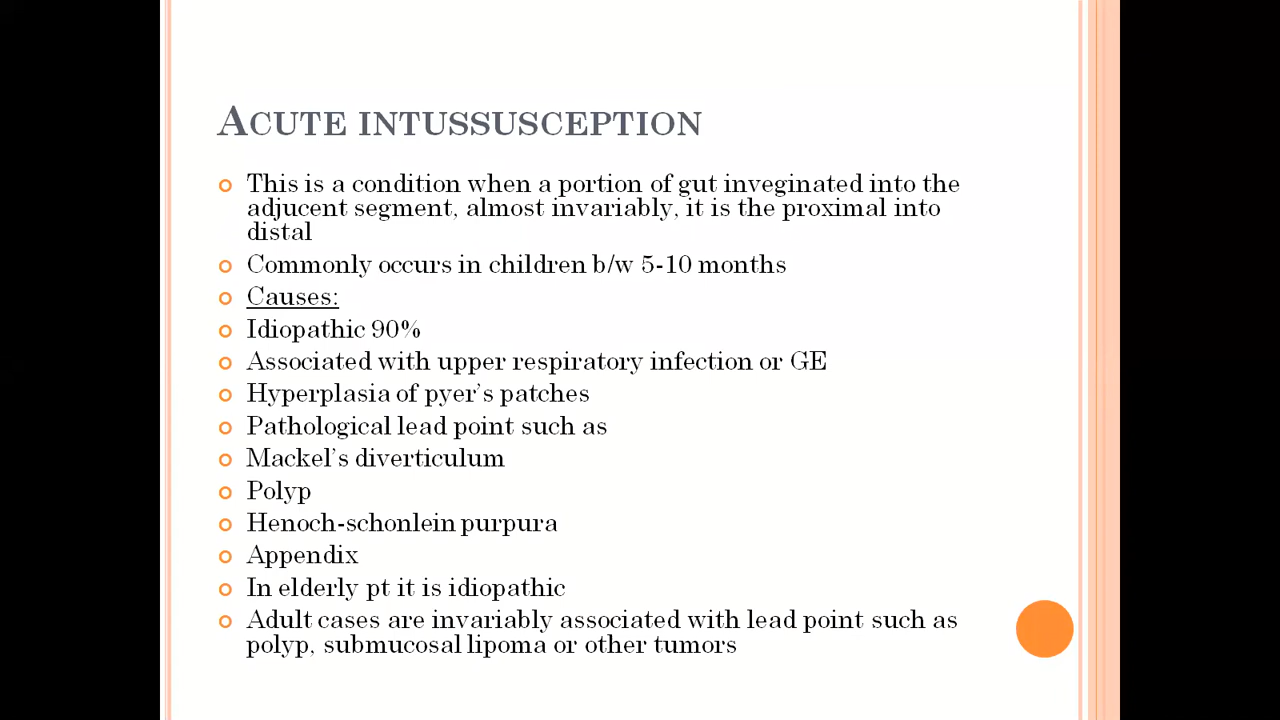 ACUTE INTUSSUSCEPTION
This is a condition when a portion of gut inveginated into the
adjucent segment, almost invariably, it is the proximal into
distal
Commonly occurs in children b/w 5-10 months
Causes:
Idiopathic 90%
Associated with upper respiratory infection or GE
Hyperplasia of pyer's patches
Pathological lead point such as
Mackel's diverticulum
Polyp
Henoch-schonlein purpura
Appendix
In elderly pt it is idiopathic
Adult cases are invariably associated with lead point such as
polyp, submucosal lipoma or other tumors